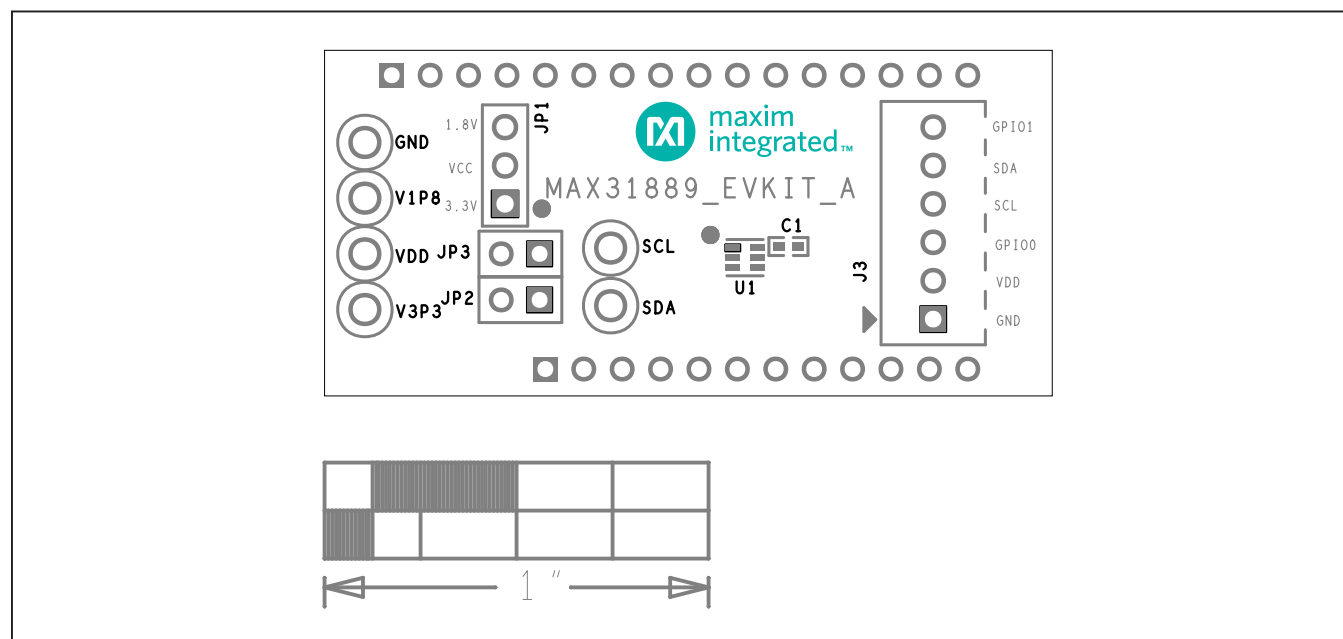 JP1
maxim
integrated™
1.8V
GND
VCC
V1P8
3.3V
MAX31889_EVKIT_A
VDD
JP3
JP2
V3P3
SCL
SDA
C1
U1
J3
GPIO1
SDA
SCL
GPIO0
VDD
GND
1 ″